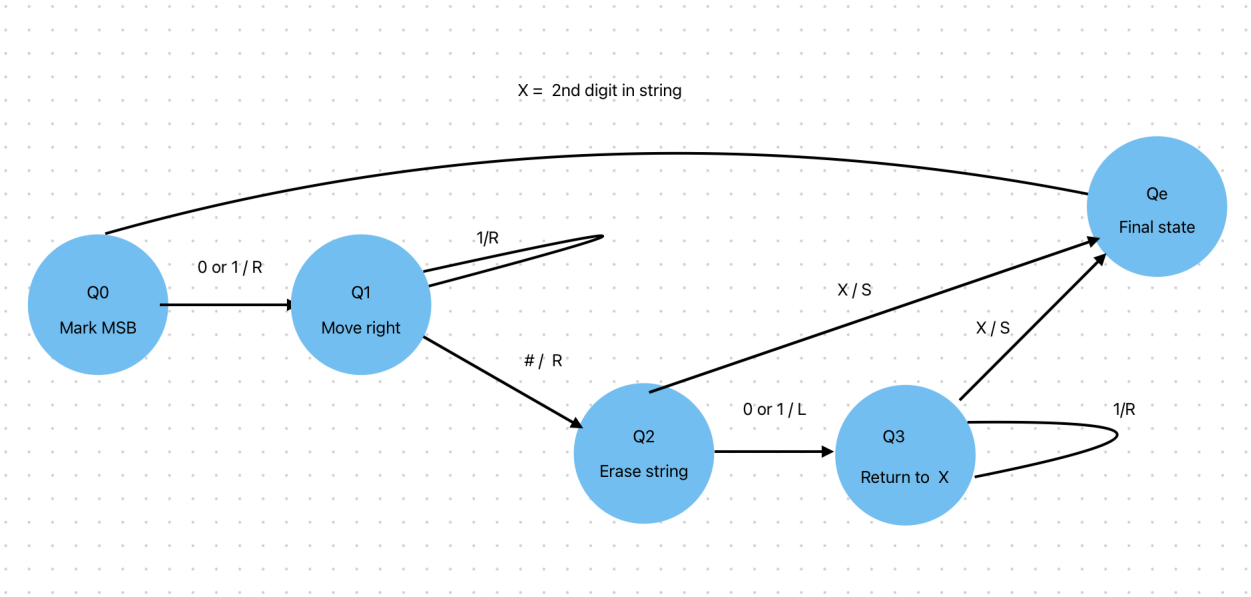 X = 2nd digit in string
Qe
Final state
1/R
0 or 1 / R
Q0
Mark MSB
Q1
Move right
X / S
X / S
# / R
0 or 1 / L
1/R
Q2
Erase string
Q3
Return to X